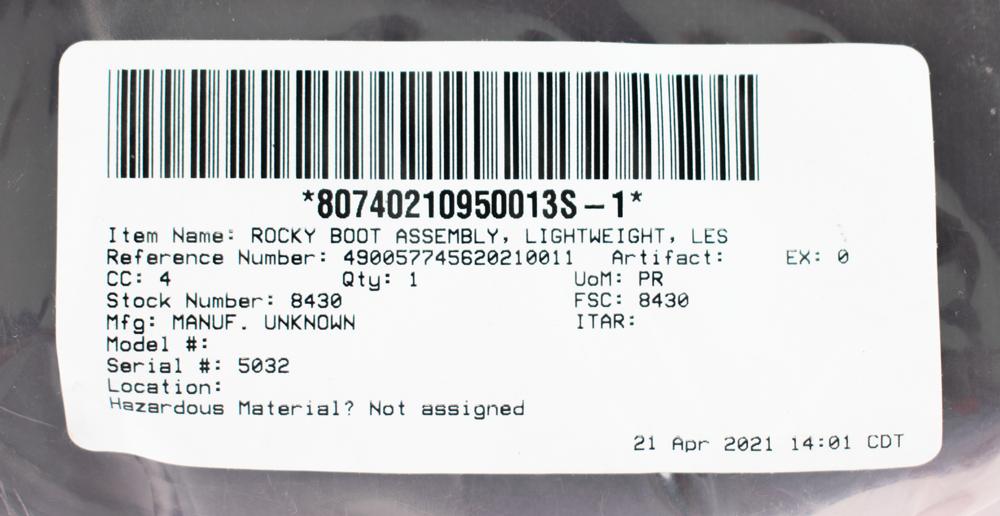 *80740210950013S-1*
Item Name: ROCKY BOOT ASSEMBLY, LIGHTWEIGHT, LES
Reference Number: 490057745620210011 Artifact: EX: 0
CC: 4 Qty: 1 UoM: PR
Stock Number: 8430 FSC: 8430
Mfg: MANUF. UNKNOWN ITAR:
Model #:
Serial #: 5032
Location:
Hazardous Material? Not assigned
21 Apr 2021 14:01 CDT